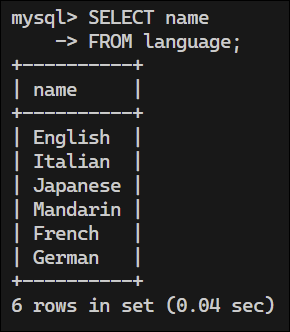 mysql> SELECT name
    -> FROM language;
+----------+
| name     |
+----------+
| English  |
| Italian  |
| Japanese |
| Mandarin |
| French   |
| German   |
+----------+
6 rows in set (0.04 sec)